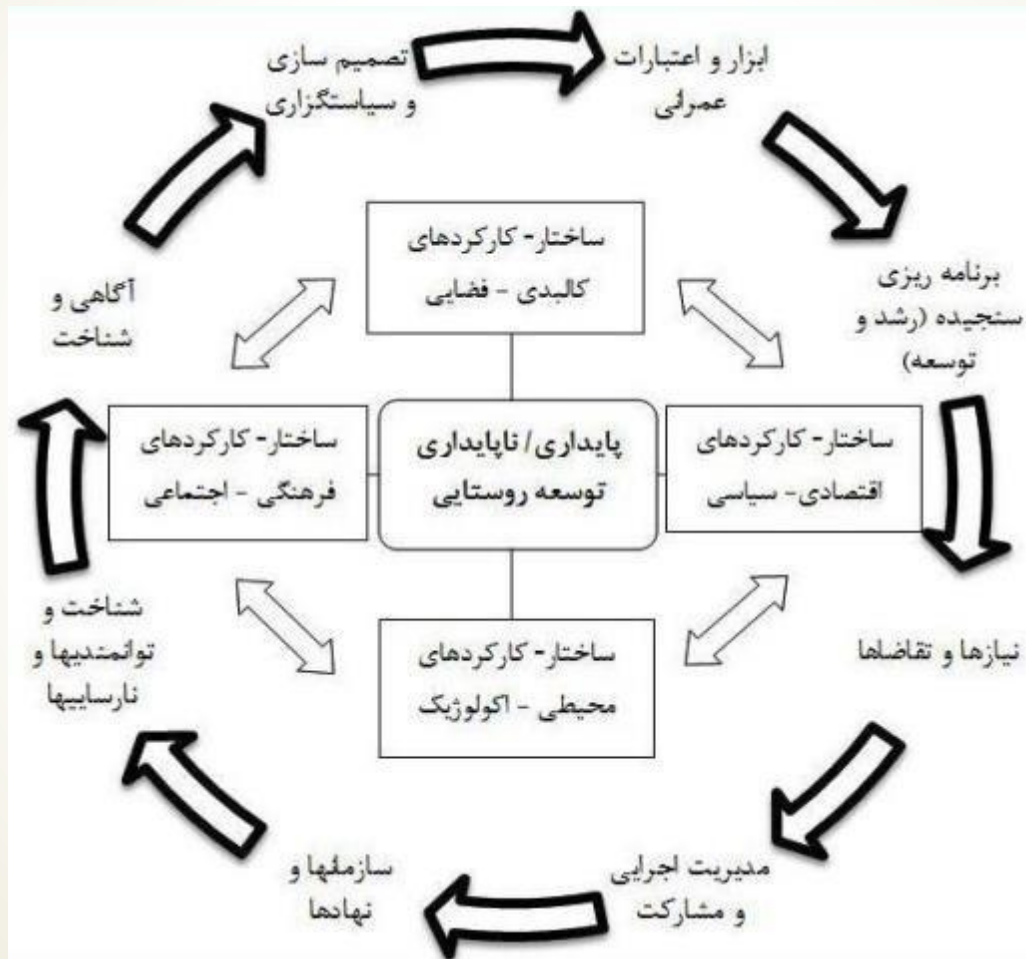 تصمیم سازی
و سیاستگزاری
ابزار و اعتبارات
عمرانی
برنامه ریزی
سنجیده (رشد و
توسعه)
نیازها و تقاضاها
مدیریت اجرایی
و مشارکت
سازمانها و
نهادها
شناخت و
توانمندیها و
نارساییها
آگاهی و
شناخت
ساختار- کارکردهای
کالبدی - فضایی
ساختار- کارکردهای
اقتصادی- سیاسی
پایداری/ ناپایداری
توسعه روستایی
ساختار- کارکردهای
فرهنگی - اجتماعی
ساختار- کارکردهای
محیطی - اکولوژیک